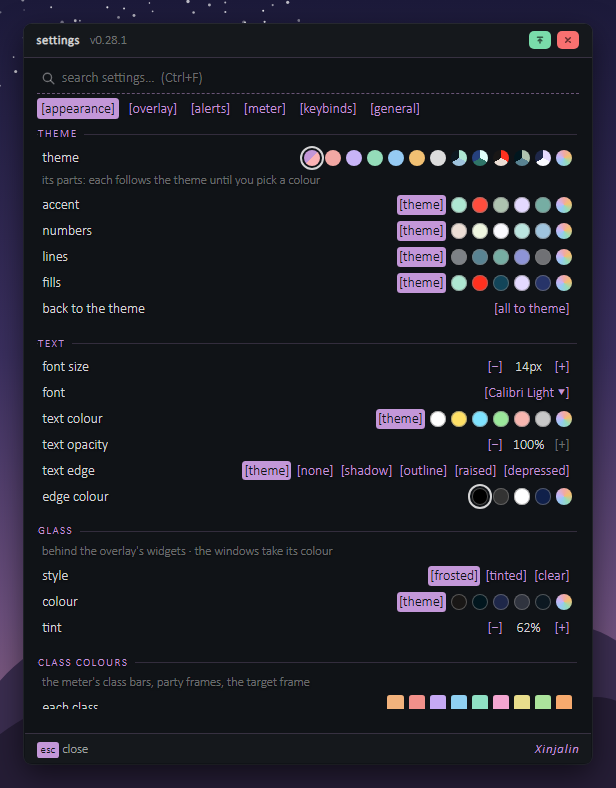 settings v0.28.1
search settings... (Ctrl+F)
[appearance] [overlay] [alerts] [meter] [keybinds] [general]
THEME
theme
its parts: each follows the theme until you pick a colour
accent [theme]
numbers [theme]
lines [theme]
fills [theme]
back to the theme [all to theme]
TEXT
font size [−] 14px [+]
font [Calibri Light ▾]
text colour [theme]
text opacity [−] 100% [+]
text edge [theme] [none] [shadow] [outline] [raised] [depressed]
edge colour
GLASS
behind the overlay's widgets · the windows take its colour
style [frosted] [tinted] [clear]
colour [theme]
tint [−] 62% [+]
CLASS COLOURS
the meter's class bars, party frames, the target frame
each class
esc close Xinjalin